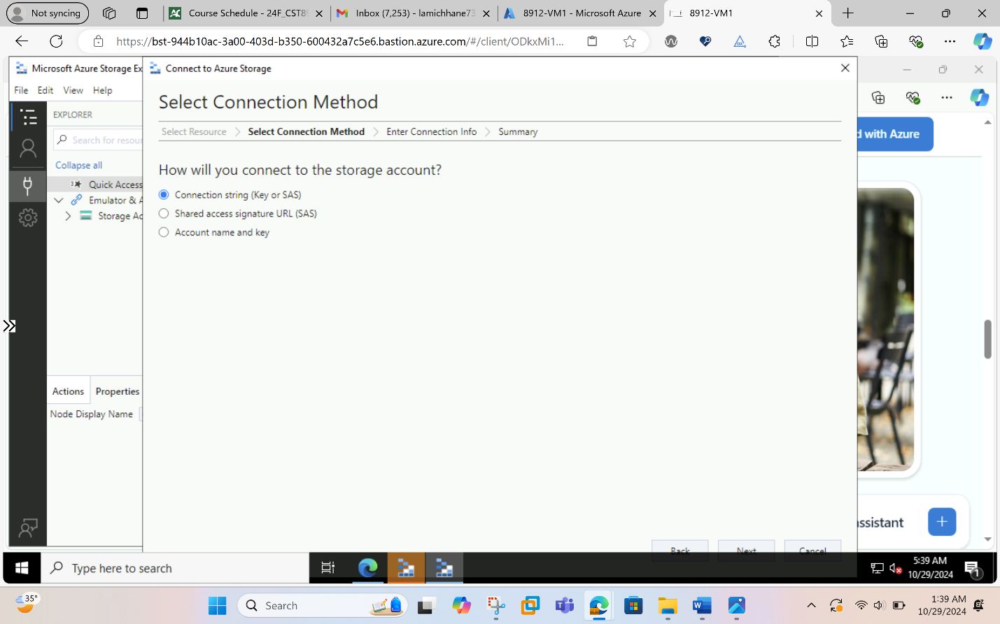 Not syncing
Course Schedule - 24F_CST89
Inbox (7,253) - lamichhane73
8912-VM1 - Microsoft Azure
8912-VM1
https://bst-944b10ac-3a00-403d-b350-600432a7c5e6.bastion.azure.com/#/client/ODkxMi1...
Microsoft Azure Storage Ex
Connect to Azure Storage
File Edit View Help
Select Connection Method
EXPLORER
Select Resource
Select Connection Method
Enter Connection Info
Summary
Search for resour
d with Azure
Collapse all
How will you connect to the storage account?
Quick Access
Connection string (Key or SAS)
Emulator & A
Storage Ac
Shared access signature URL (SAS)
Account name and key
Actions
Properties
Node Display Name
ssistant
Back
Next
Cancel
Type here to search
5:39 AM
10/29/2024
1
35°
Search
1:39 AM
10/29/2024